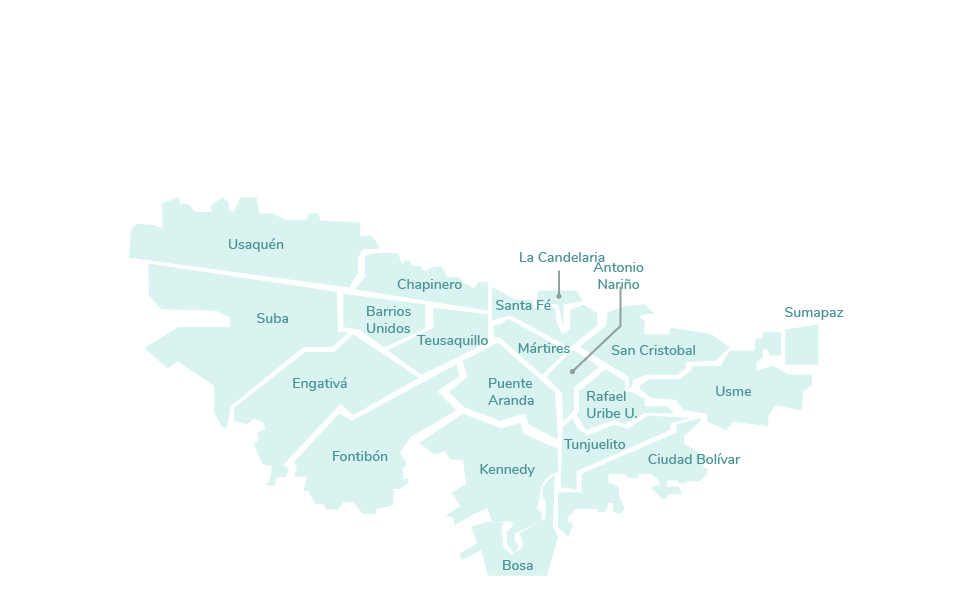 Usaquén
La Candelaria
Antonio
Nariño
Chapinero
Santa Fé
Sumapaz
Suba
Barrios
Unidos
Teusaquillo
Mártires
San Cristobal
Engativá
Puente
Aranda
Rafael
Uribe U.
Usme
Tunjuelito
Fontibón
Kennedy
Ciudad Bolívar
Bosa